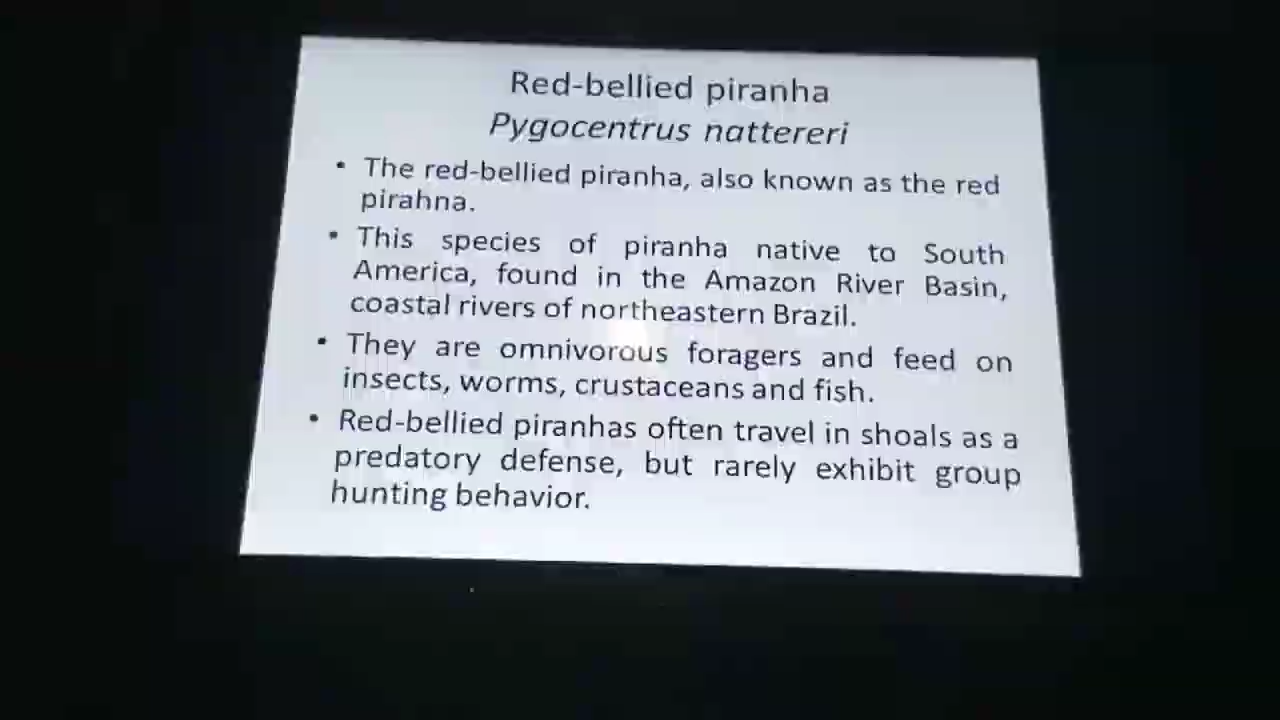 Red-bellied piranha
Pygocentrus nattereri
• The red-bellied piranha, also known as the red
pirahna.
• This species of piranha native to South
America, found in the Amazon River Basin,
coastal rivers of northeastern Brazil.
• They are omnivorous foragers and feed on
insects, worms, crustaceans and fish.
• Red-bellied piranhas often travel in shoals as a
predatory defense, but rarely exhibit group
hunting behavior.